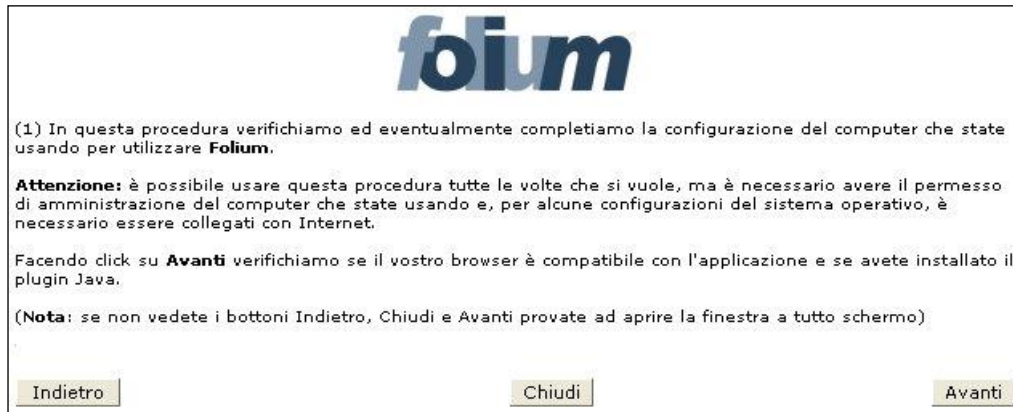 folium
(1) In questa procedura verifichiamo ed eventualmente completiamo la configurazione del computer che state
usando per utilizzare Folium.
Attenzione: è possibile usare questa procedura tutte le volte che si vuole, ma è necessario avere il permesso
di amministrazione del computer che state usando e, per alcune configurazioni del sistema operativo, è
necessario essere collegati con Internet.
Facendo click su Avanti verifichiamo se il vostro browser è compatibile con l'applicazione e se avete installato il
plugin Java.
(Nota: se non vedete i bottoni Indietro, Chiudi e Avanti provate ad aprire la finestra a tutto schermo)
Indietro Chiudi Avanti